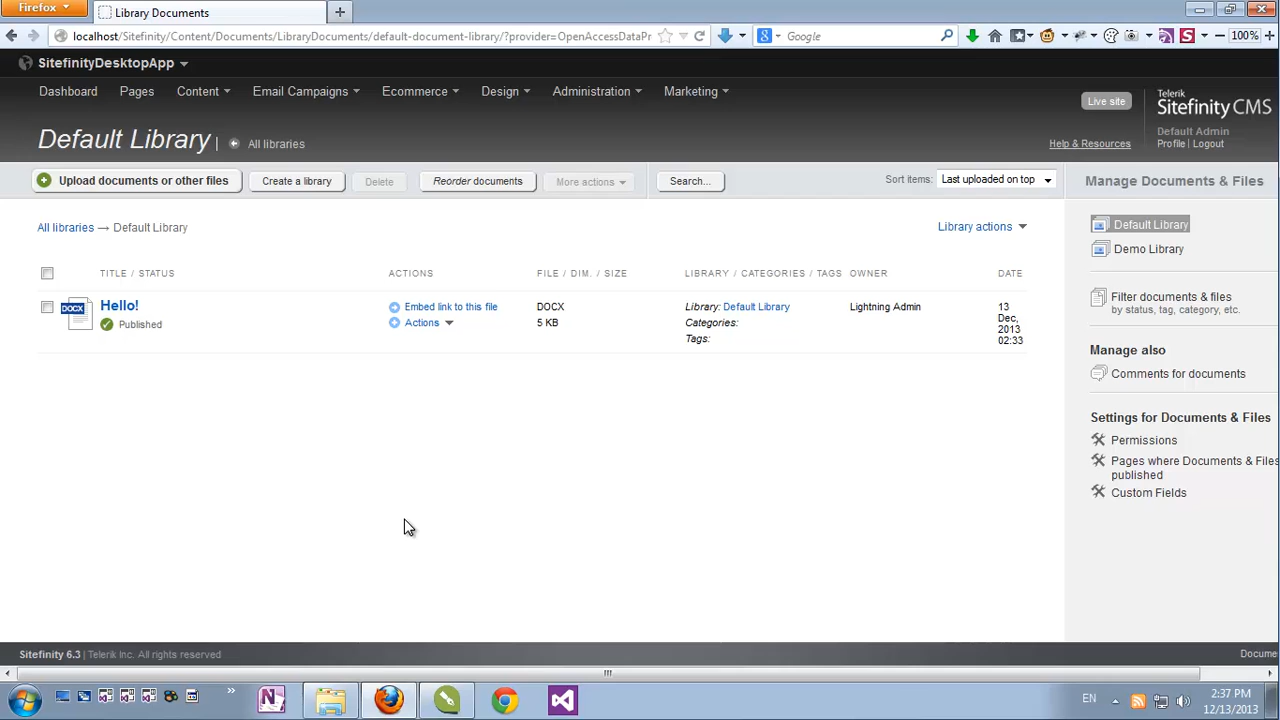 Firefox
Library Documents
localhost/Sitefinity/Content/Documents/LibraryDocuments/default-document-library/?provider=OpenAccessDataPr
Google
100%
SitefinityDesktopApp
Dashboard Pages Content Email Campaigns Ecommerce Design Administration Marketing
Live site
Telerik
Sitefinity CMS
Default Admin
Default Library | All libraries
Help & Resources
Profile | Logout
Upload documents or other files Create a library Delete Reorder documents More actions Search... Sort items: Last uploaded on top
Manage Documents & Files
All libraries → Default Library
Library actions
Default Library
Demo Library
TITLE / STATUS ACTIONS FILE / DIM. / SIZE LIBRARY / CATEGORIES / TAGS OWNER DATE
DOCX
Hello!
Published
Embed link to this file
Actions
DOCX
5 KB
Library: Default Library
Categories:
Tags:
Lightning Admin
13
Dec,
2013
02:33
Filter documents & files
by status, tag, category, etc.
Manage also
Comments for documents
Settings for Documents & Files
Permissions
Pages where Documents & Files
published
Custom Fields
Sitefinity 6.3 | Telerik Inc. All rights reserved
Docume
EN
2:37 PM
12/13/2013